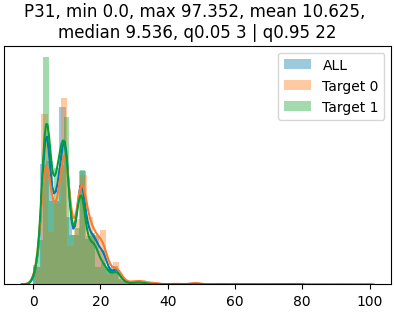 P31, min 0.0, max 97.352, mean 10.625,
median 9.536, q0.05 3 | q0.95 22
ALL
Target 0
Target 1
0 20 40 60 80 100